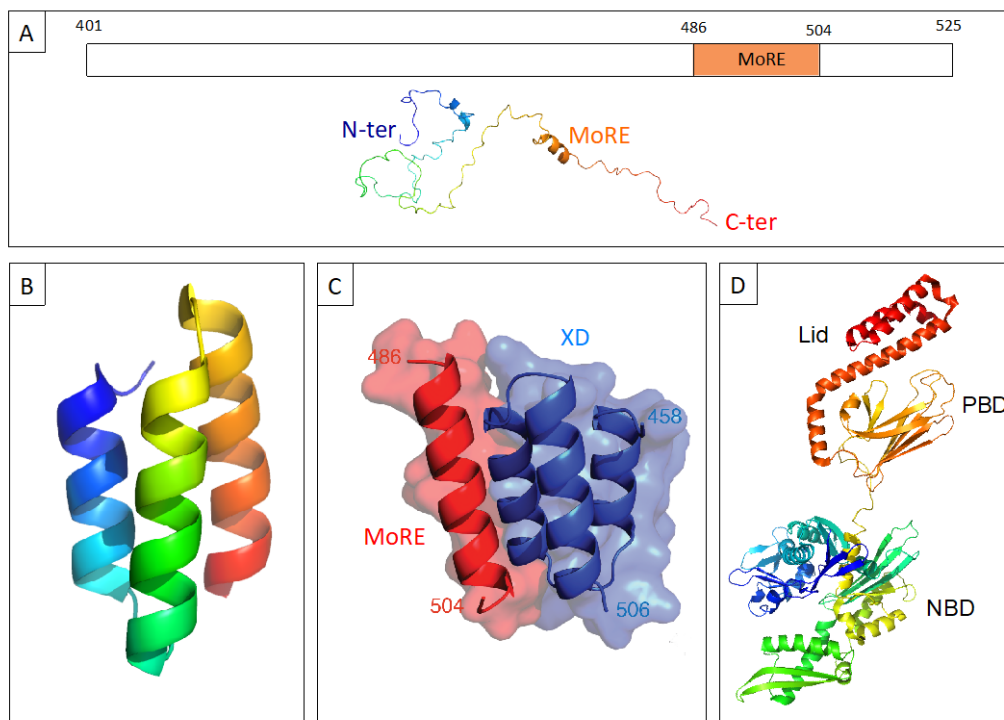 A
401
486
504
525
MoRE
N-ter
MoRE
C-ter
B
C
XD
486
458
MoRE
504
506
D
Lid
PBD
NBD